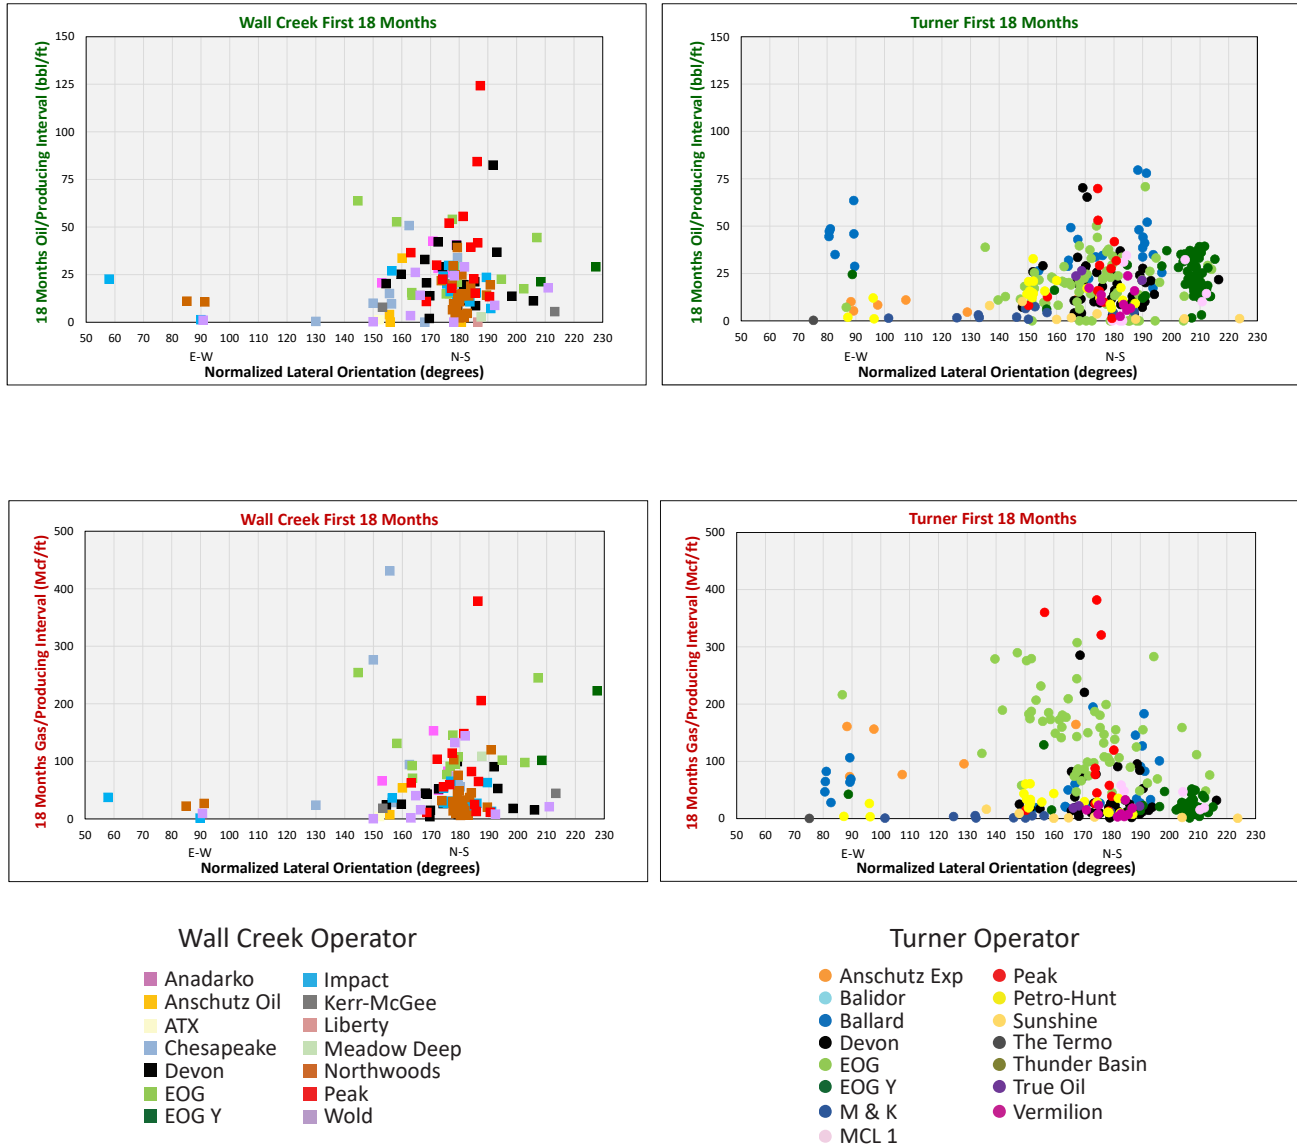 Wall Creek First 18 Months
18 Months Oil/Producing Interval (bbl/ft)
150
125
100
75
50
25
0
50 60 70 80 90 100 110 120 130 140 150 160 170 180 190 200 210 220 230
E-W N-S
Normalized Lateral Orientation (degrees)
Turner First 18 Months
18 Months Oil/Producing Interval (bbl/ft)
150
125
100
75
50
25
0
50 60 70 80 90 100 110 120 130 140 150 160 170 180 190 200 210 220 230
E-W N-S
Normalized Lateral Orientation (degrees)
Wall Creek First 18 Months
18 Months Gas/Producing Interval (Mcf/ft)
500
400
300
200
100
0
50 60 70 80 90 100 110 120 130 140 150 160 170 180 190 200 210 220 230
E-W N-S
Normalized Lateral Orientation (degrees)
Turner First 18 Months
18 Months Gas/Producing Interval (Mcf/ft)
500
400
300
200
100
0
50 60 70 80 90 100 110 120 130 140 150 160 170 180 190 200 210 220 230
E-W N-S
Normalized Lateral Orientation (degrees)
Wall Creek Operator
Anadarko
Anschutz Oil
ATX
Chesapeake
Devon
EOG
EOG Y
Impact
Kerr-McGee
Liberty
Meadow Deep
Northwoods
Peak
Wold
Turner Operator
Anschutz Exp
Balidor
Ballard
Devon
EOG
EOG Y
M & K
MCL 1
Peak
Petro-Hunt
Sunshine
The Termo
Thunder Basin
True Oil
Vermilion